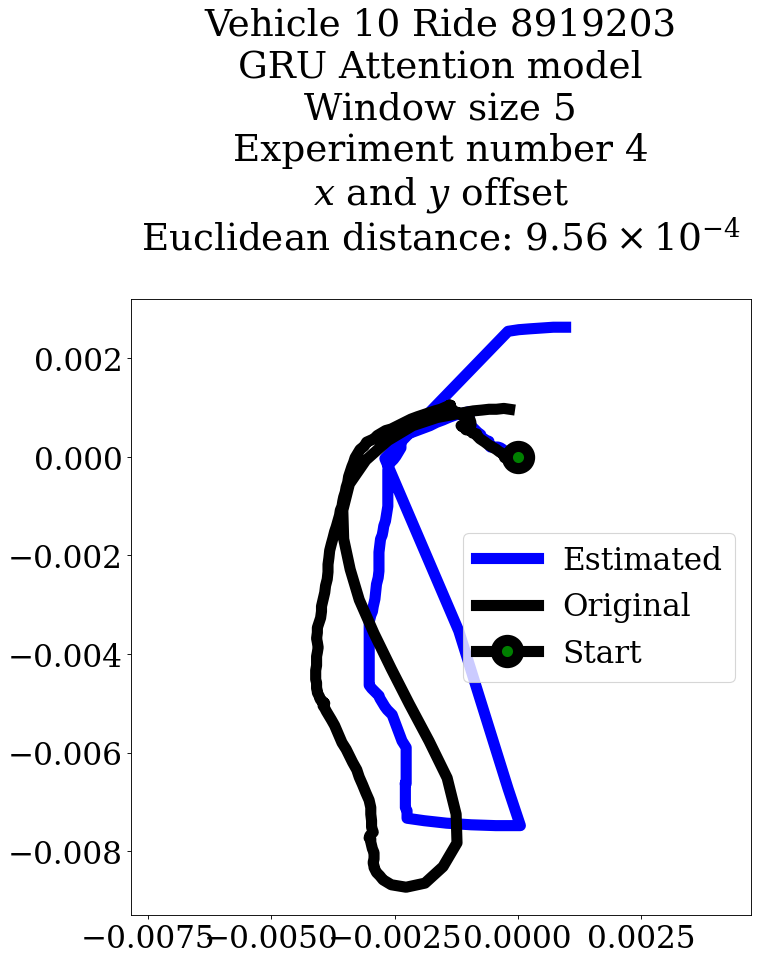 Vehicle 10 Ride 8919203
GRU Attention model
Window size 5
Experiment number 4
x and y offset
Euclidean distance: 9.56 × 10⁻⁴
0.002
0.000
−0.002
−0.004
−0.006
−0.008
Estimated
Original
Start
−0.0075 −0.0050 −0.0025 0.0000 0.0025